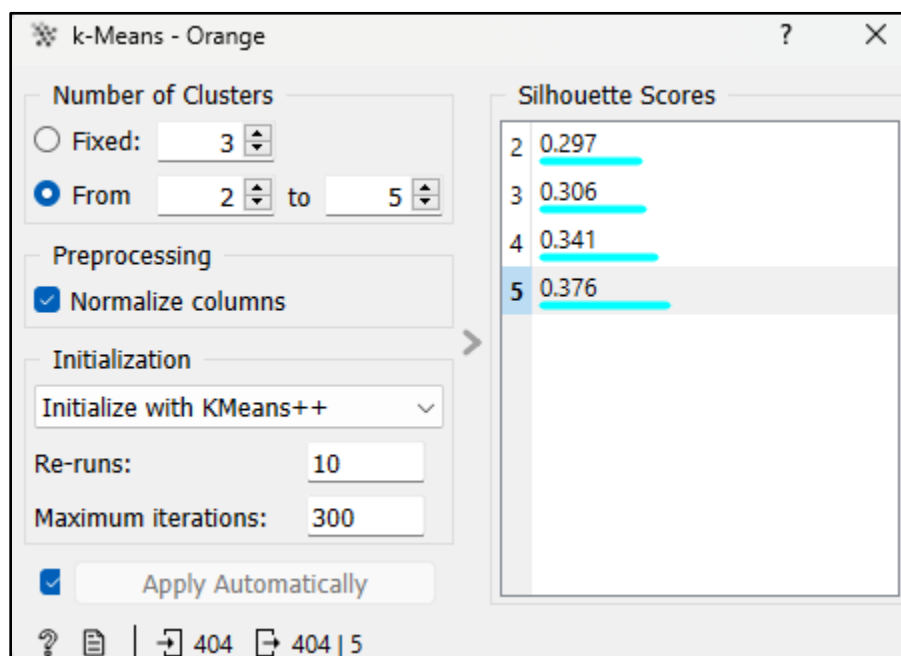 k-Means - Orange ? ×
Number of Clusters
Fixed: 3
From 2 to 5
Preprocessing
Normalize columns
Initialization
Initialize with KMeans++
Re-runs: 10
Maximum iterations: 300
Apply Automatically
? 404 404 | 5
Silhouette Scores
2 0.297
3 0.306
4 0.341
5 0.376